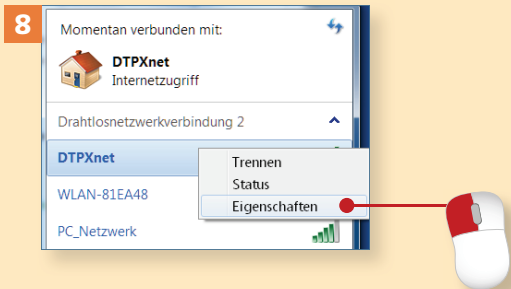 8
Momentan verbunden mit:
DTPXnet
Internetzugriff
Drahtlosnetzwerkverbindung 2
DTPXnet
Trennen
Status
Eigenschaften
WLAN-81EA48
PC_Netzwerk